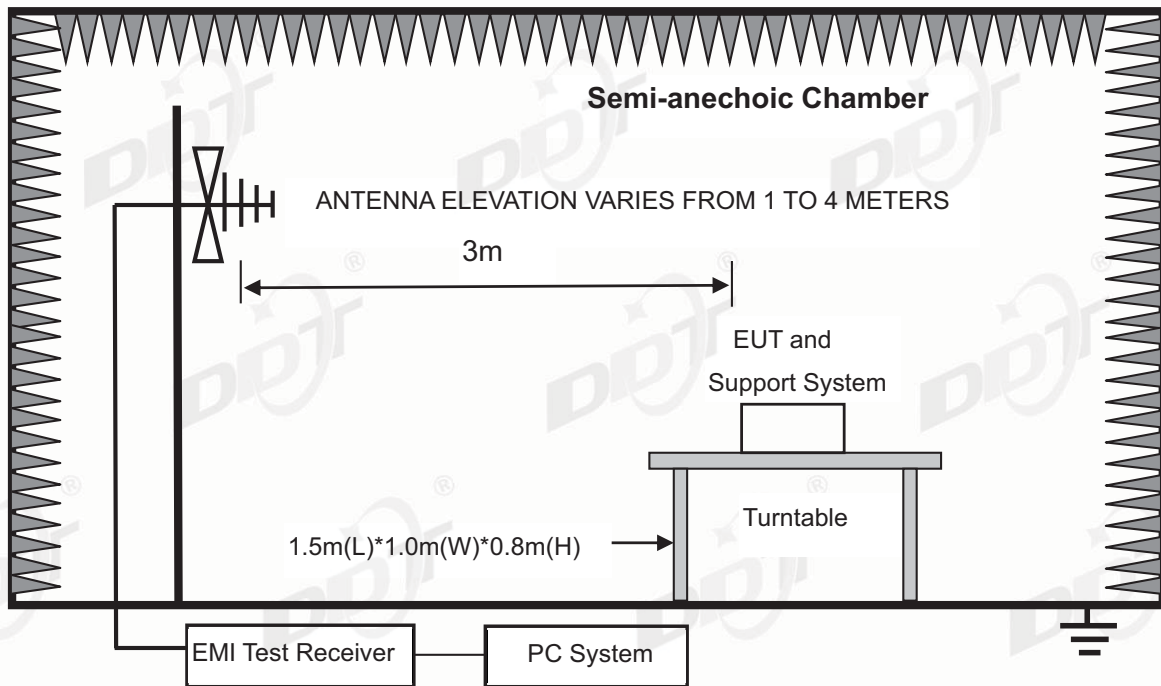 Semi-anechoic Chamber
ANTENNA ELEVATION VARIES FROM 1 TO 4 METERS
3m
EUT and
Support System
Turntable
1.5m(L)*1.0m(W)*0.8m(H)
EMI Test Receiver
PC System
DDT
®